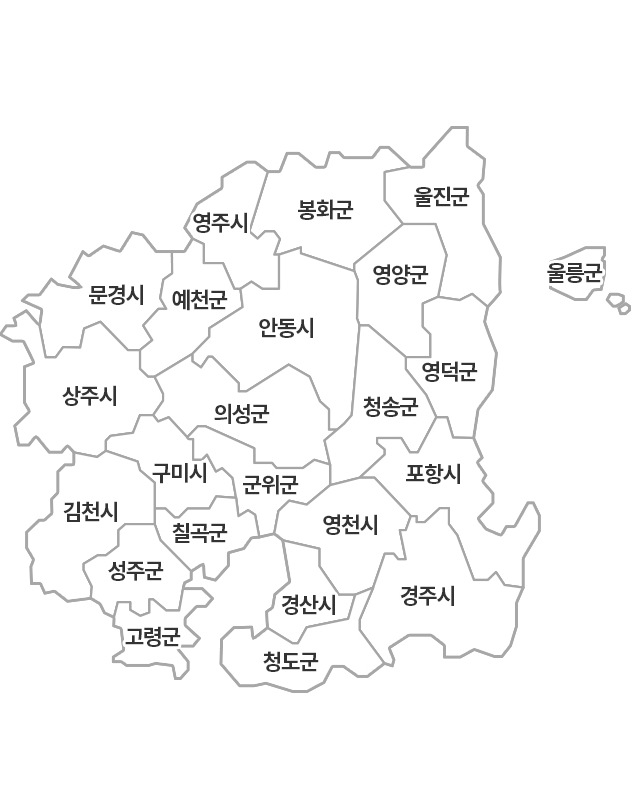 울진군
봉화군
영주시
울릉군
영양군
문경시
예천군
안동시
영덕군
상주시
청송군
의성군
구미시
포항시
군위군
김천시
영천시
칠곡군
성주군
경주시
경산시
고령군
청도군